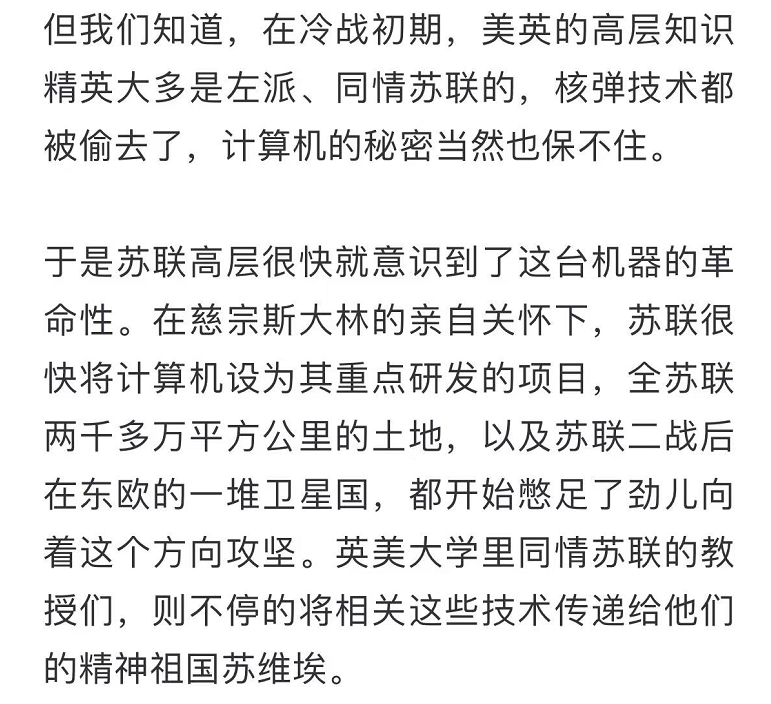 但我们知道，在冷战初期，美英的高层知识
精英大多是左派、同情苏联的，核弹技术都
被偷去了，计算机的秘密当然也保不住。
于是苏联高层很快就意识到了这台机器的革
命性。在慈宗斯大林的亲自关怀下，苏联很
快将计算机设为其重点研发的项目，全苏联
两千多万平方公里的土地，以及苏联二战后
在东欧的一堆卫星国，都开始憋足了劲儿向
着这个方向攻坚。英美大学里同情苏联的教
授们，则不停的将相关这些技术传递给他们
的精神祖国苏维埃。